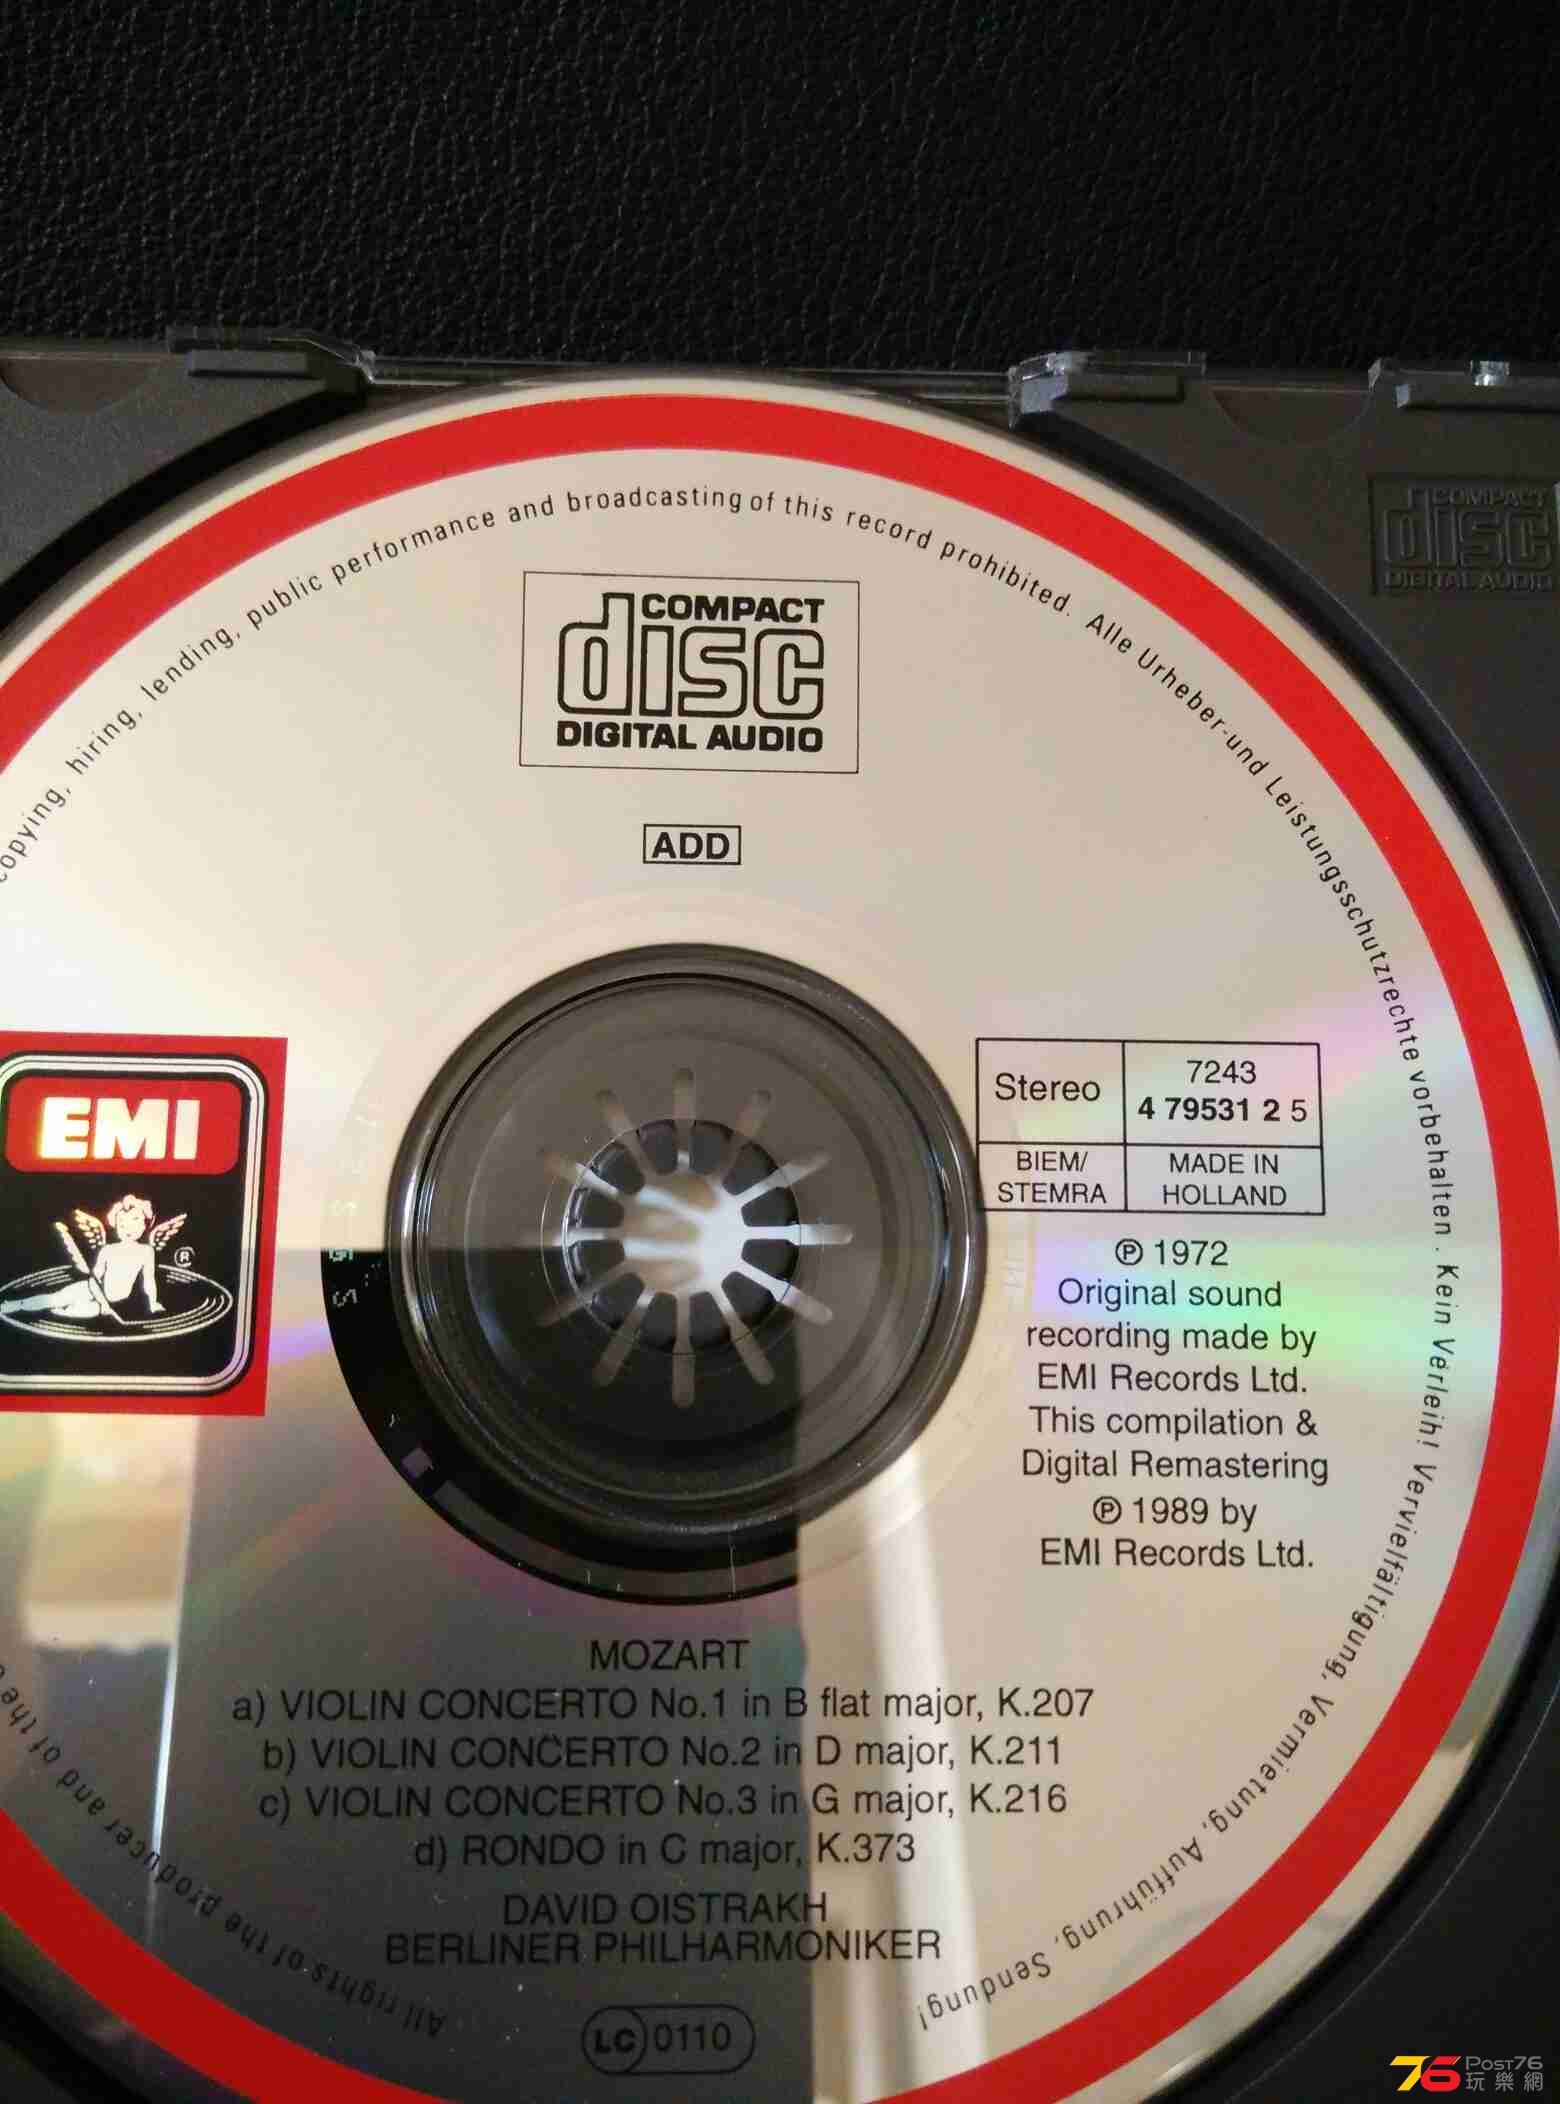 copying, hiring, lending, public performance and broadcasting of this record prohibited. Alle Urheber-und Leistungsschutzrechte vorbehalten. Kein Verleih! Vervielfältigung, Vermietung, Aufführung, Sendung!
COMPACT
disc
DIGITAL AUDIO
COMPACT
disc
DIGITAL AUDIO
ADD
EMI
®
Stereo
7243
4 79531 2 5
BIEM/
STEMRA
MADE IN
HOLLAND
℗ 1972
Original sound
recording made by
EMI Records Ltd.
This compilation &
Digital Remastering
℗ 1989 by
EMI Records Ltd.
MOZART
a) VIOLIN CONCERTO No.1 in B flat major, K.207
b) VIOLIN CONCERTO No.2 in D major, K.211
c) VIOLIN CONCERTO No.3 in G major, K.216
d) RONDO in C major, K.373
DAVID OISTRAKH
BERLINER PHILHARMONIKER
All rights of the producer and of the
LC 0110
76 Post76
玩樂網